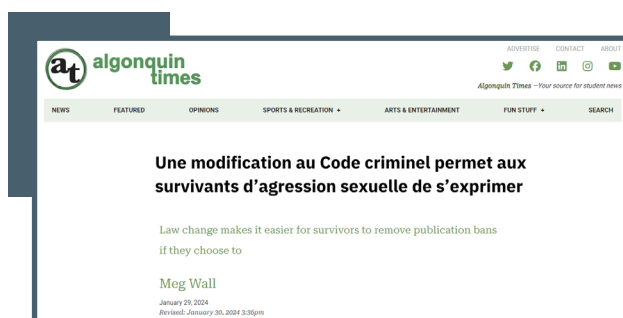 ADVERTISE CONTACT ABOUT
at algonquin
times
Algonquin Times –Your source for student news
NEWS FEATURED OPINIONS SPORTS & RECREATION + ARTS & ENTERTAINMENT FUN STUFF + SEARCH
Une modification au Code criminel permet aux
survivants d’agression sexuelle de s’exprimer
Law change makes it easier for survivors to remove publication bans
if they choose to
Meg Wall
January 29, 2024
Revised: January 30, 2024 3:36pm